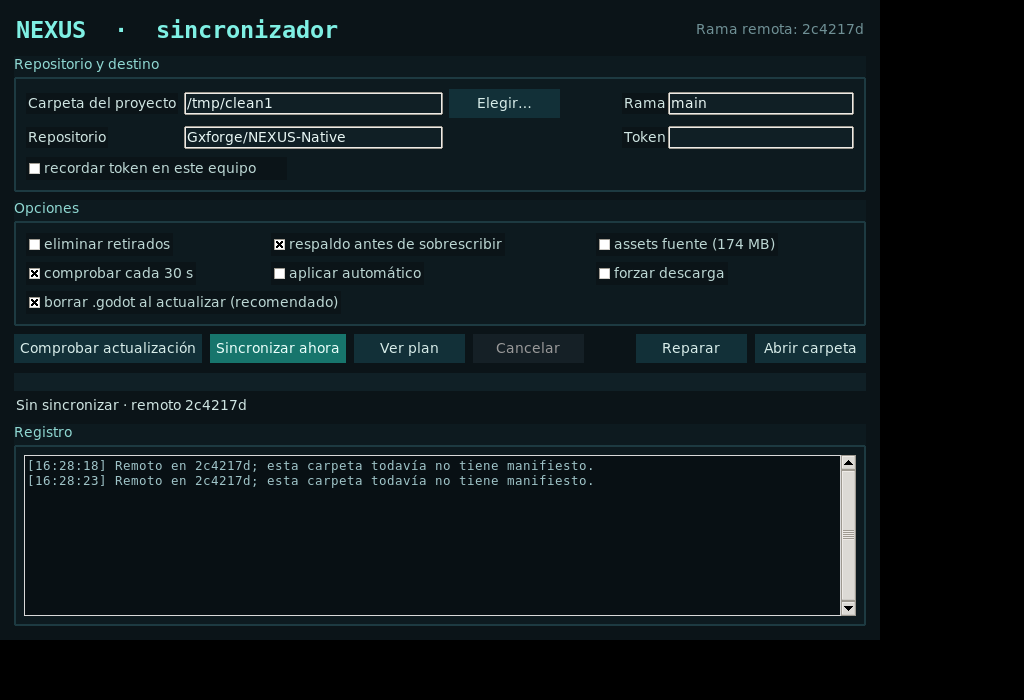 NEXUS · sincronizador
Rama remota: 2c4217d
Repositorio y destino
Carpeta del proyecto /tmp/clean1 Elegir... Rama main
Repositorio Gxforge/NEXUS-Native Token
recordar token en este equipo
Opciones
eliminar retirados respaldo antes de sobrescribir assets fuente (174 MB)
comprobar cada 30 s aplicar automático forzar descarga
borrar .godot al actualizar (recomendado)
Comprobar actualización Sincronizar ahora Ver plan Cancelar Reparar Abrir carpeta
Sin sincronizar · remoto 2c4217d
Registro
[16:28:18] Remoto en 2c4217d; esta carpeta todavía no tiene manifiesto.
[16:28:23] Remoto en 2c4217d; esta carpeta todavía no tiene manifiesto.